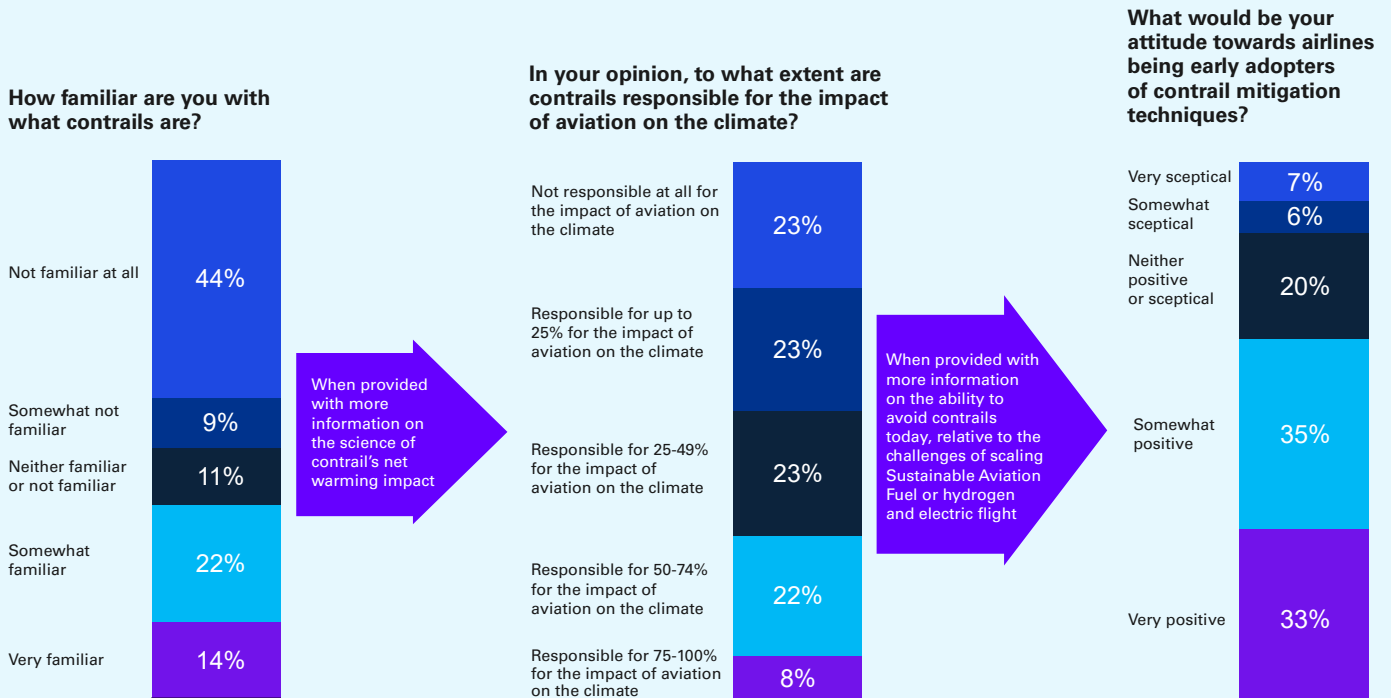 How familiar are you with
what contrails are?
Not familiar at all
44%
Somewhat not
familiar
9%
Neither familiar
or not familiar
11%
Somewhat
familiar
22%
Very familiar
14%
When provided
with more
information on
the science of
contrail’s net
warming impact
In your opinion, to what extent are
contrails responsible for the impact
of aviation on the climate?
Not responsible at all for
the impact of aviation on
the climate
23%
Responsible for up to
25% for the impact of
aviation on the climate
23%
Responsible for 25-49%
for the impact of
aviation on the climate
23%
Responsible for 50-74%
for the impact of
aviation on the climate
22%
Responsible for 75-100%
for the impact of aviation
on the climate
8%
When provided with
more information
on the ability to
avoid contrails
today, relative to the
challenges of scaling
Sustainable Aviation
Fuel or hydrogen
and electric flight
What would be your
attitude towards airlines
being early adopters
of contrail mitigation
techniques?
Very sceptical
7%
Somewhat
sceptical
6%
Neither
positive
or sceptical
20%
Somewhat
positive
35%
Very positive
33%